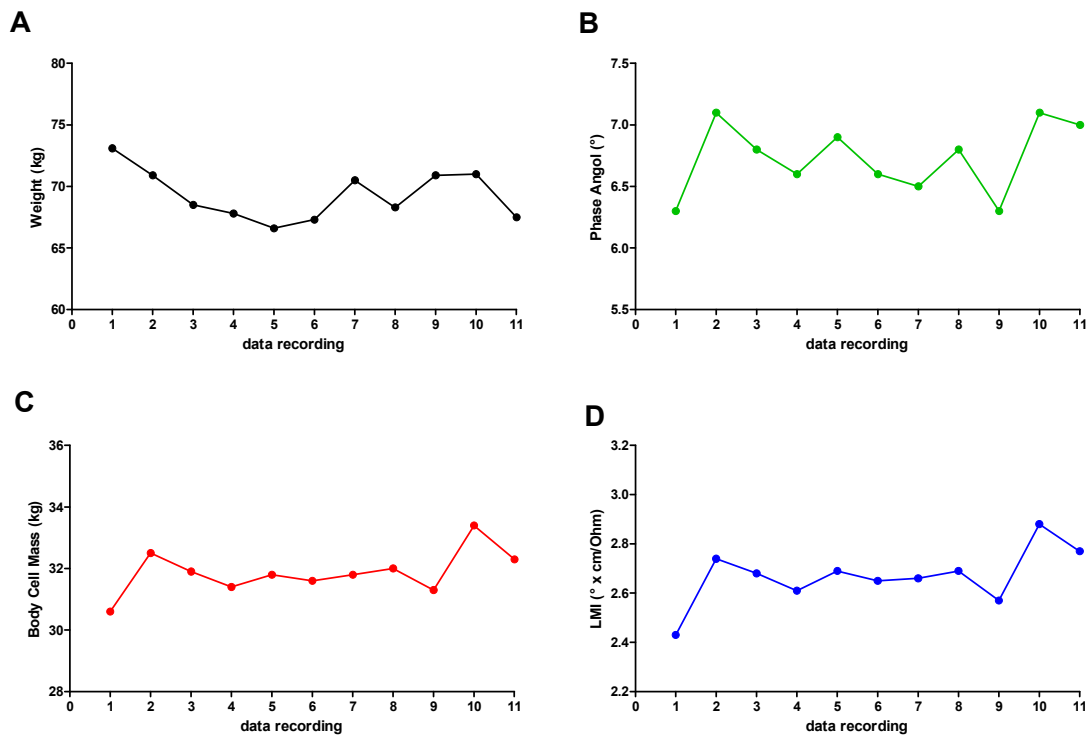 A
Weight (kg)
80
75
70
65
60
0 1 2 3 4 5 6 7 8 9 10 11
data recording
B
Phase Angol (°)
7.5
7.0
6.5
6.0
5.5
0 1 2 3 4 5 6 7 8 9 10 11
data recording
C
Body Cell Mass (kg)
36
34
32
30
28
0 1 2 3 4 5 6 7 8 9 10 11
data recording
D
LMI (° x cm/Ohm)
3.2
3.0
2.8
2.6
2.4
2.2
0 1 2 3 4 5 6 7 8 9 10 11
data recording